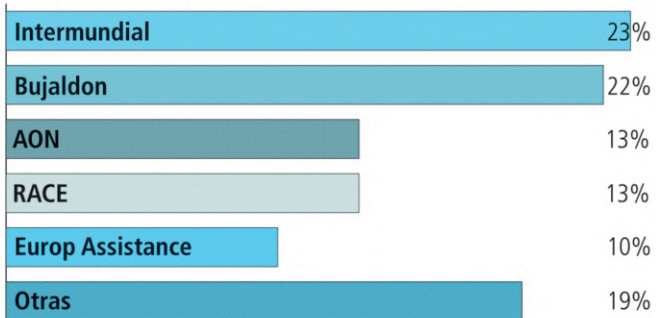 Intermundial 23%
Bujaldon 22%
AON 13%
RACE 13%
Europ Assistance 10%
Otras 19%